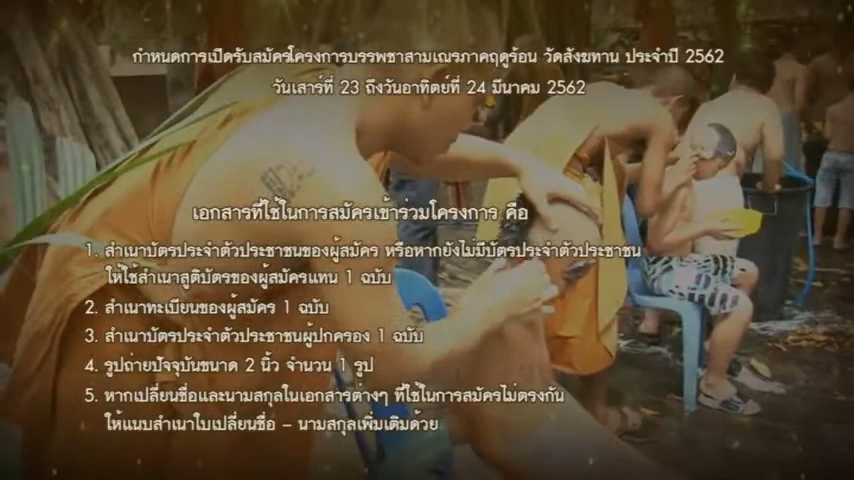 กำหนดการเปิดรับสมัครโครงการบรรพชาสามเณรภาคฤดูร้อน วัดสังฆทาน ประจำปี 2562
วันเสาร์ที่ 23 ถึงวันอาทิตย์ที่ 24 มีนาคม 2562
เอกสารที่ใช้ในการสมัครเข้าร่วมโครงการ คือ
1. สำเนาบัตรประจำตัวประชาชนของผู้สมัคร หรือหากยังไม่มีบัตรประจำตัวประชาชน
ให้ใช้สำเนาสูติบัตรของผู้สมัครแทน 1 ฉบับ
2. สำเนาทะเบียนของผู้สมัคร 1 ฉบับ
3. สำเนาบัตรประจำตัวประชาชนผู้ปกครอง 1 ฉบับ
4. รูปถ่ายปัจจุบันขนาด 2 นิ้ว จำนวน 1 รูป
5. หากเปลี่ยนชื่อและนามสกุลในเอกสารต่างๆ ที่ใช้ในการสมัครไม่ตรงกัน
ให้แนบสำเนาใบเปลี่ยนชื่อ – นามสกุลเพิ่มเติมด้วย